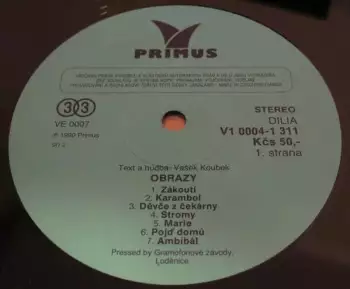 PRIMUS
33
VE 0007
STEREO
DILIA
V1 0004-1 311
Kčs 50,-
1. strana
℗ 1990 Primus
Text a hudba: Vašek Koubek
OBRAZY
1. Zákoutí
2. Karambol
3. Děvče z čekárny
4. Stromy
5. Marie
6. Pojď domů
7. Ambibál
Pressed by Gramofonové závody,
Loděnice